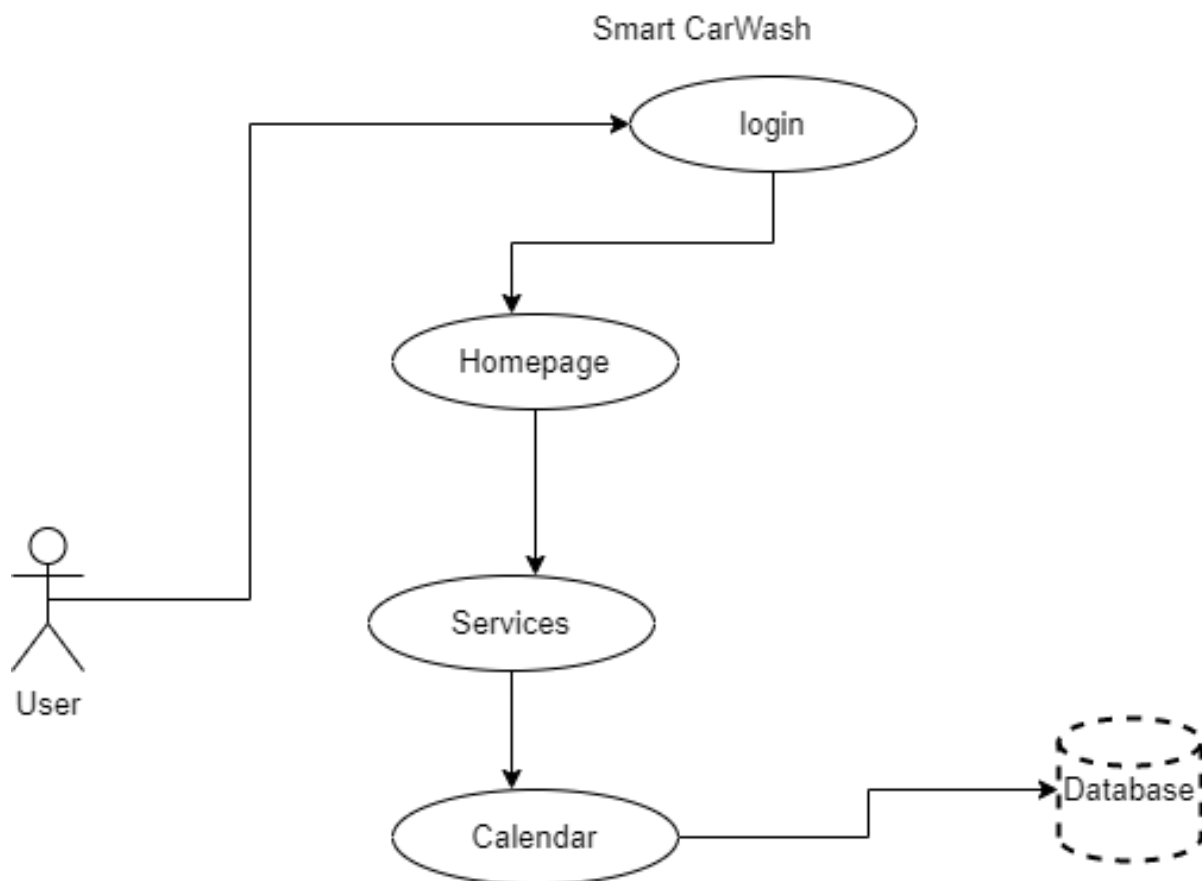 Smart CarWash
login
Homepage
Services
User
Calendar
Database